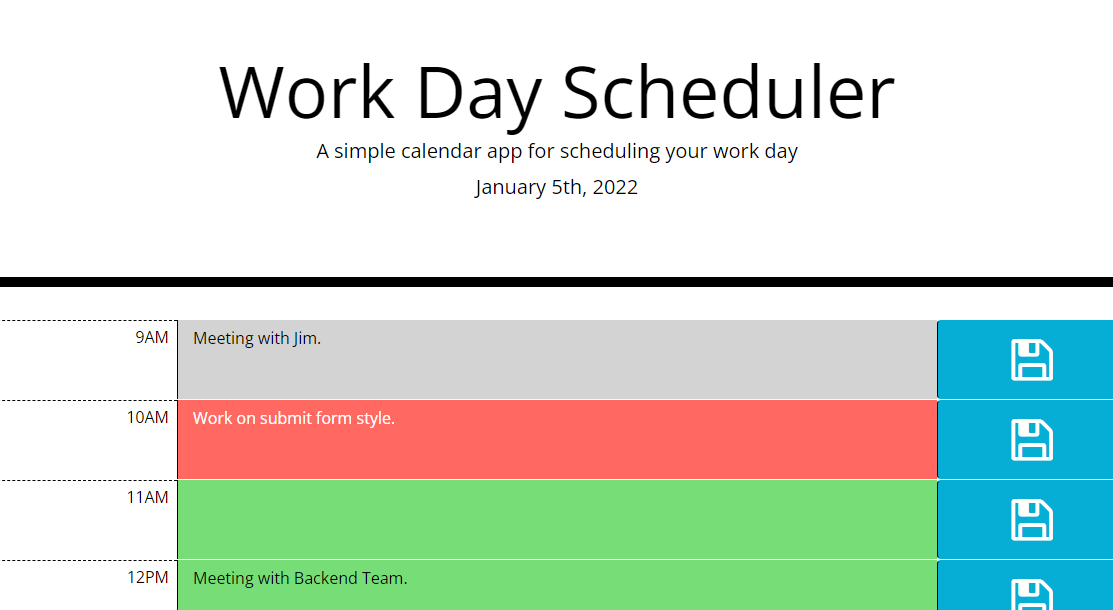 Work Day Scheduler
A simple calendar app for scheduling your work day
January 5th, 2022
9AM Meeting with Jim.
10AM Work on submit form style.
11AM
12PM Meeting with Backend Team.